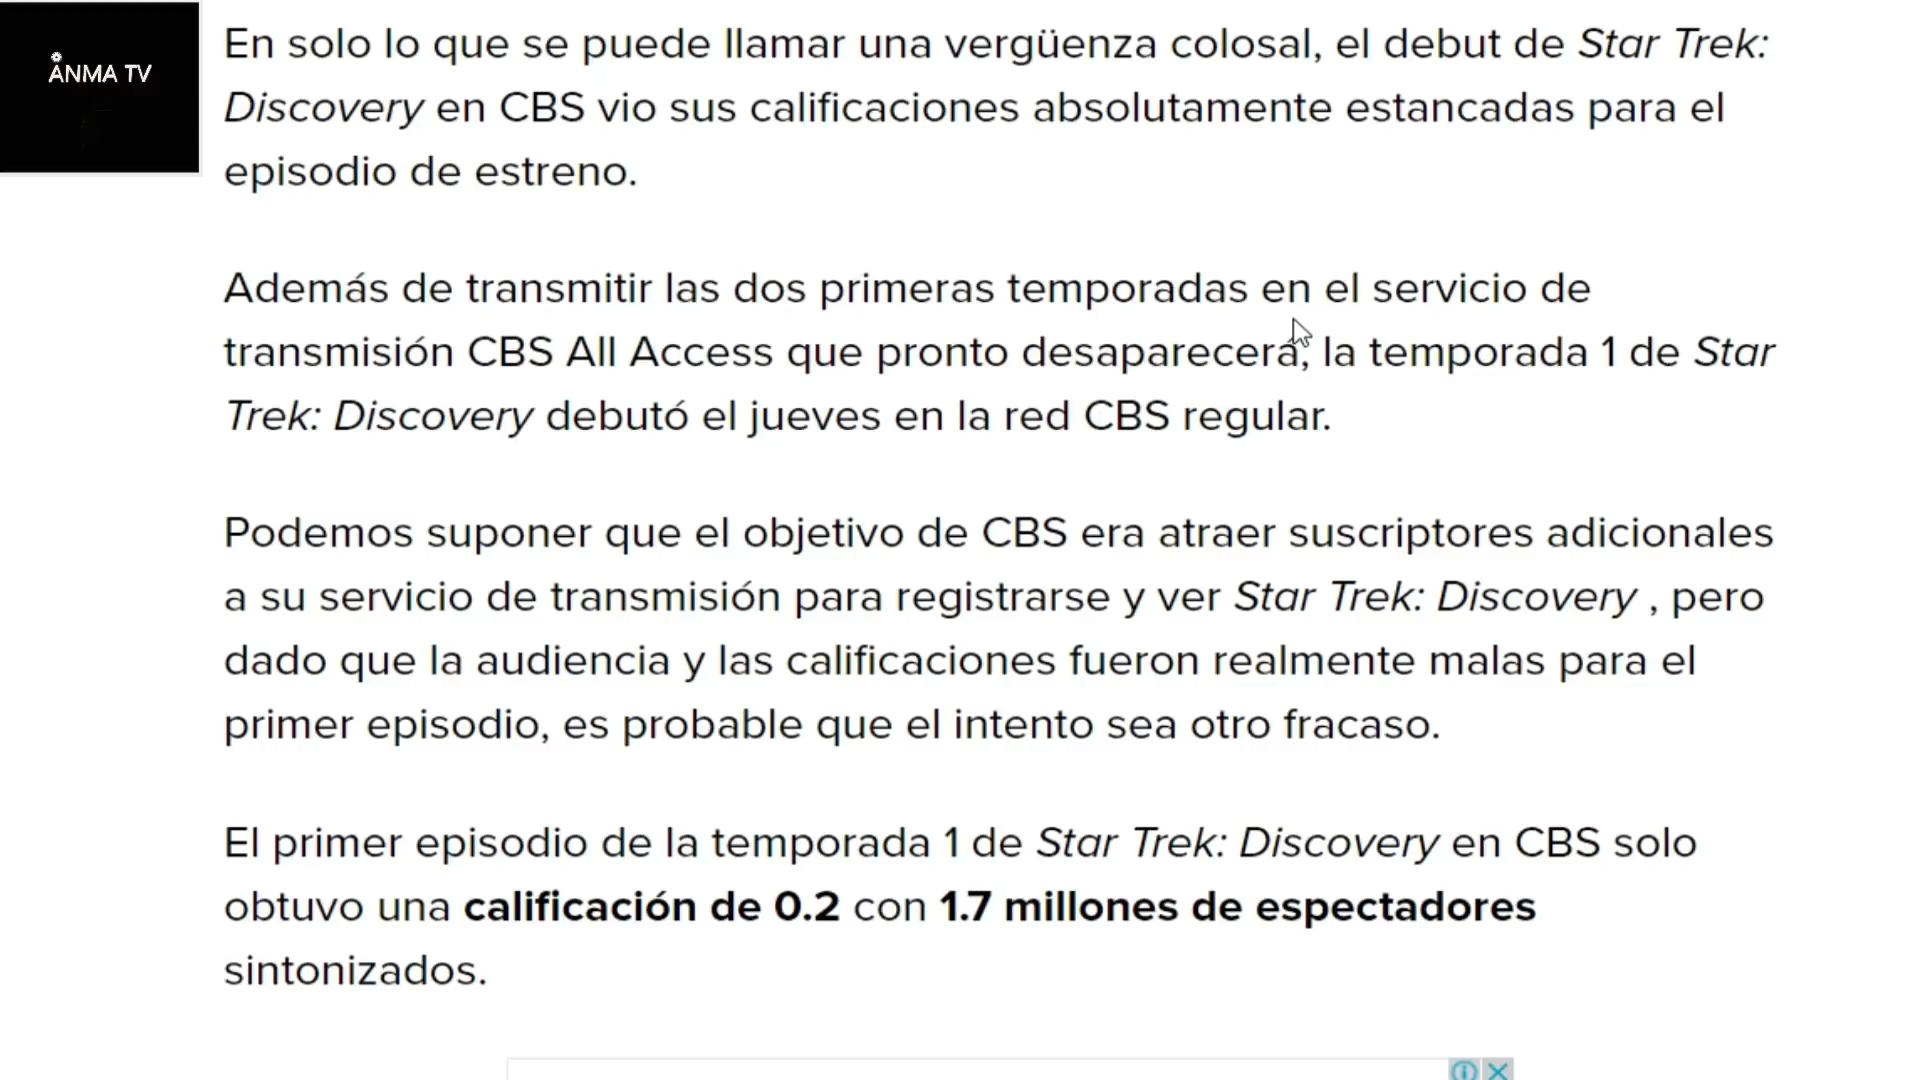 ANMA TV
En solo lo que se puede llamar una vergüenza colosal, el debut de Star Trek:
Discovery en CBS vio sus calificaciones absolutamente estancadas para el
episodio de estreno.
Además de transmitir las dos primeras temporadas en el servicio de
transmisión CBS All Access que pronto desaparecerá, la temporada 1 de Star
Trek: Discovery debutó el jueves en la red CBS regular.
Podemos suponer que el objetivo de CBS era atraer suscriptores adicionales
a su servicio de transmisión para registrarse y ver Star Trek: Discovery , pero
dado que la audiencia y las calificaciones fueron realmente malas para el
primer episodio, es probable que el intento sea otro fracaso.
El primer episodio de la temporada 1 de Star Trek: Discovery en CBS solo
obtuvo una calificación de 0.2 con 1.7 millones de espectadores
sintonizados.